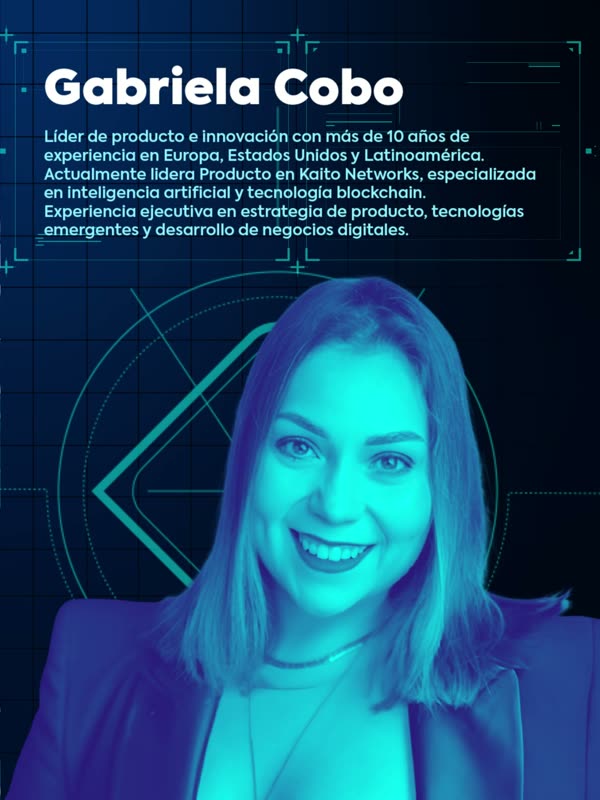 Gabriela Cobo
Líder de producto e innovación con más de 10 años de
experiencia en Europa, Estados Unidos y Latinoamérica.
Actualmente lidera Producto en Kaito Networks, especializada
en inteligencia artificial y tecnología blockchain.
Experiencia ejecutiva en estrategia de producto, tecnologías
emergentes y desarrollo de negocios digitales.